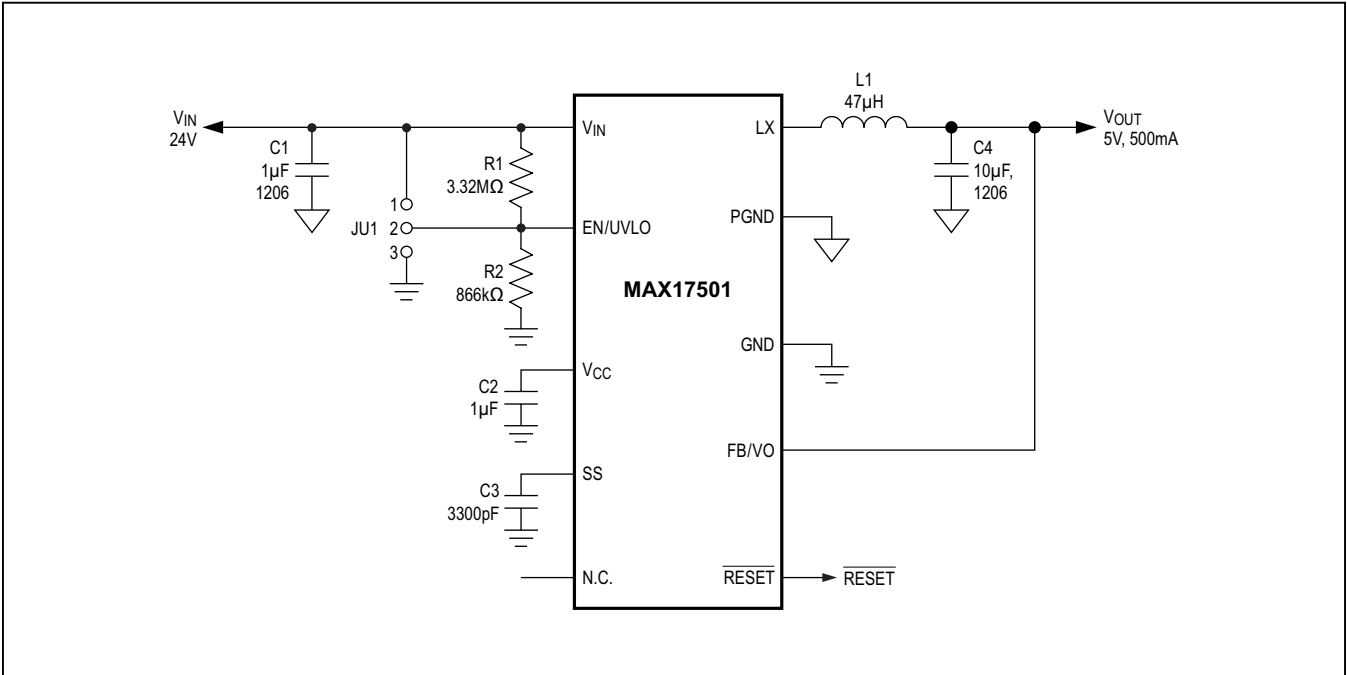 VIN
24V
C1
1µF
1206
JU1
1
2
3
R1
3.32MΩ
R2
866kΩ
C2
1µF
C3
3300pF
VIN
EN/UVLO
VCC
SS
N.C.
MAX17501
LX
PGND
GND
FB/VO
RESET
RESET
L1
47µH
C4
10µF,
1206
VOUT
5V, 500mA